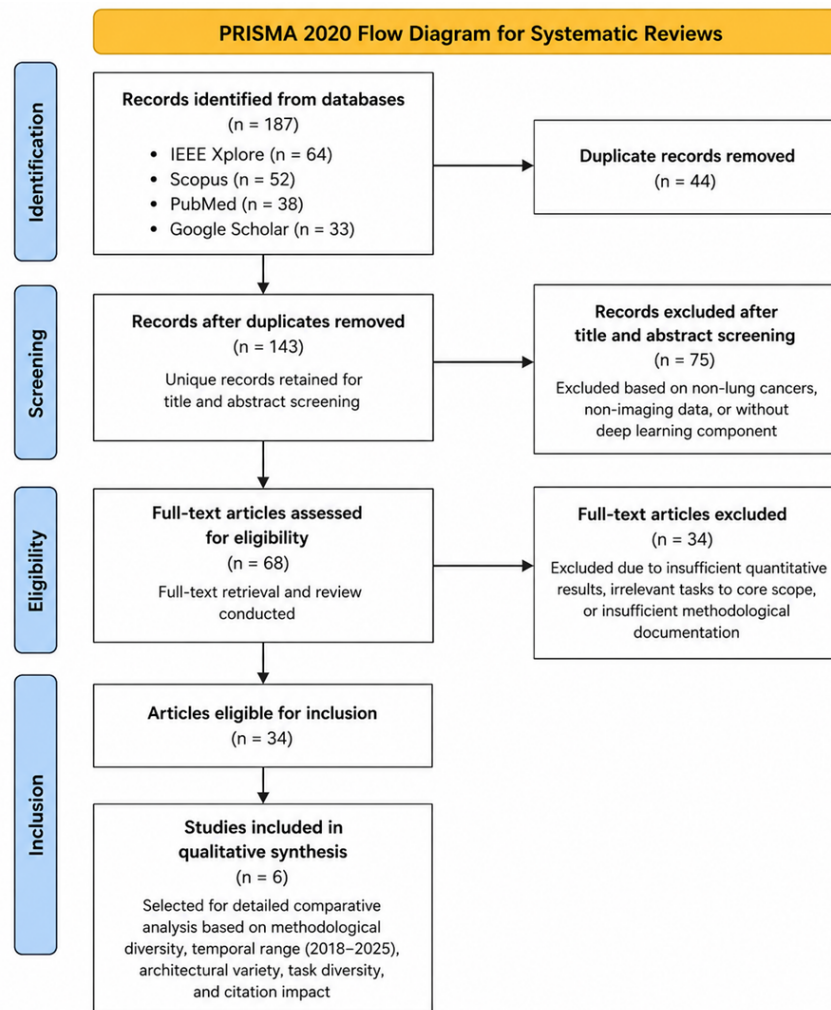 PRISMA 2020 Flow Diagram for Systematic Reviews
Identification
Records identified from databases
(n = 187)
• IEEE Xplore (n = 64)
• Scopus (n = 52)
• PubMed (n = 38)
• Google Scholar (n = 33)
Duplicate records removed
(n = 44)
Screening
Records after duplicates removed
(n = 143)
Unique records retained for
title and abstract screening
Records excluded after
title and abstract screening
(n = 75)
Excluded based on non-lung cancers,
non-imaging data, or without
deep learning component
Eligibility
Full-text articles assessed
for eligibility
(n = 68)
Full-text retrieval and review
conducted
Full-text articles excluded
(n = 34)
Excluded due to insufficient quantitative
results, irrelevant tasks to core scope,
or insufficient methodological
documentation
Inclusion
Articles eligible for inclusion
(n = 34)
Studies included in
qualitative synthesis
(n = 6)
Selected for detailed comparative
analysis based on methodological
diversity, temporal range (2018–2025),
architectural variety, task diversity,
and citation impact